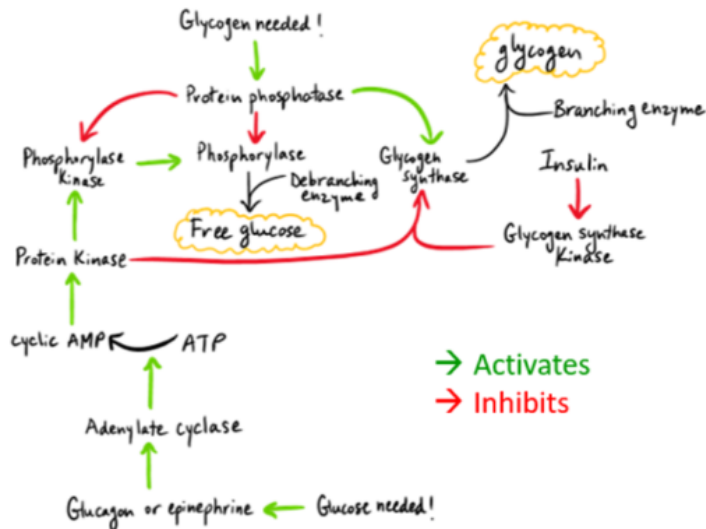 Glycogen needed!
glycogen
Protein phosphatase
Branching enzyme
Phosphorylase
Kinase
Phosphorylase
Glycogen
synthase
Insulin
Debranching
enzyme
Free glucose
Glycogen synthase
Kinase
Protein Kinase
cyclic AMP
ATP
→ Activates
→ Inhibits
Adenylate cyclase
Glucagon or epinephrine
Glucose needed!